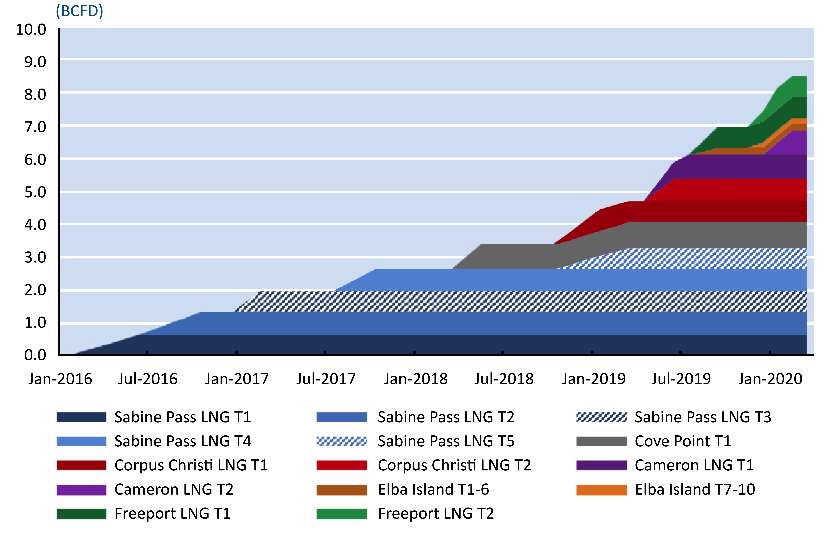 (BCFD)
10.0
9.0
8.0
7.0
6.0
5.0
4.0
3.0
2.0
1.0
0.0
Jan-2016 Jul-2016 Jan-2017 Jul-2017 Jan-2018 Jul-2018 Jan-2019 Jul-2019 Jan-2020
Sabine Pass LNG T1 Sabine Pass LNG T2 Sabine Pass LNG T3
Sabine Pass LNG T4 Sabine Pass LNG T5 Cove Point T1
Corpus Christi LNG T1 Corpus Christi LNG T2 Cameron LNG T1
Cameron LNG T2 Elba Island T1-6 Elba Island T7-10
Freeport LNG T1 Freeport LNG T2